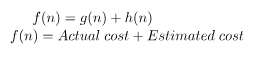 f(n) = g(n) + h(n)
f(n) = Actual cost + Estimated cost